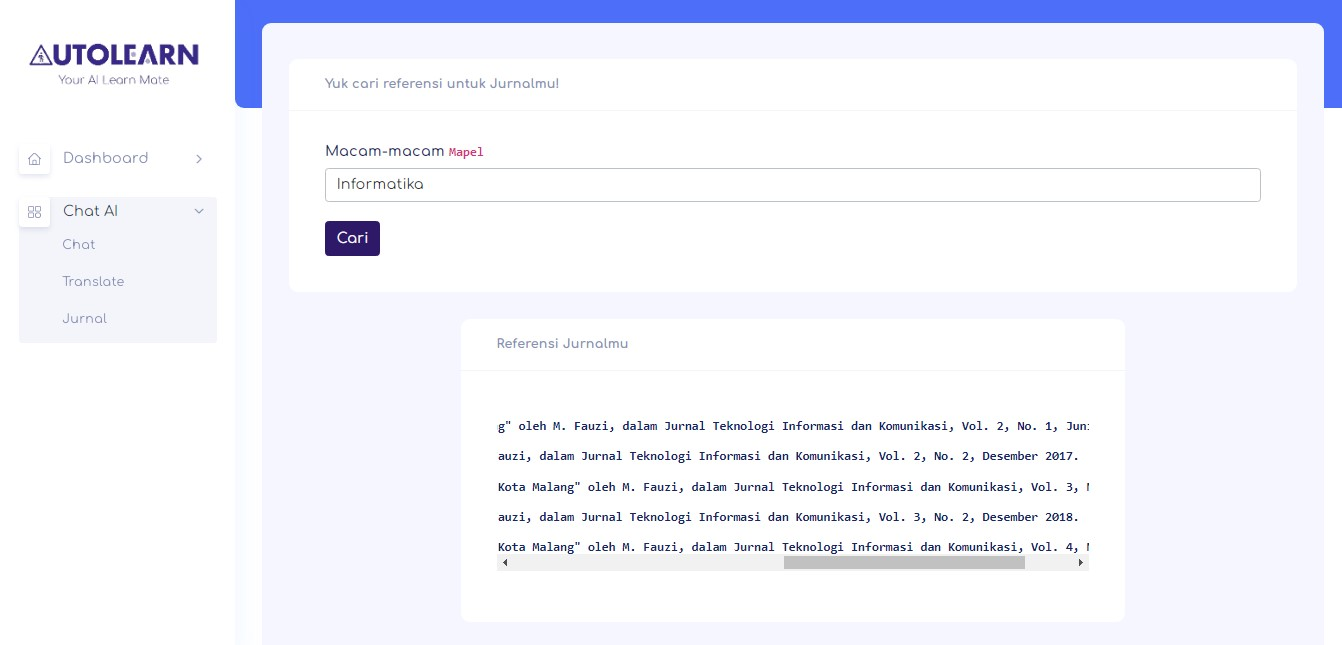 AUTOLEARN
Your AI Learn Mate
Dashboard
Chat AI
Chat
Translate
Jurnal
Yuk cari referensi untuk Jurnalmu!
Macam-macam Mapel
Informatika
Cari
Referensi Jurnalmu
g" oleh M. Fauzi, dalam Jurnal Teknologi Informasi dan Komunikasi, Vol. 2, No. 1, Jun
auzi, dalam Jurnal Teknologi Informasi dan Komunikasi, Vol. 2, No. 2, Desember 2017.
Kota Malang" oleh M. Fauzi, dalam Jurnal Teknologi Informasi dan Komunikasi, Vol. 3,
auzi, dalam Jurnal Teknologi Informasi dan Komunikasi, Vol. 3, No. 2, Desember 2018.
Kota Malang" oleh M. Fauzi, dalam Jurnal Teknologi Informasi dan Komunikasi, Vol. 4,